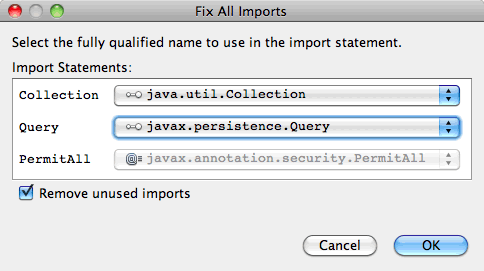 Fix All Imports
Select the fully qualified name to use in the import statement.
Import Statements:
Collection java.util.Collection
Query javax.persistence.Query
PermitAll javax.annotation.security.PermitAll
Remove unused imports
Cancel OK